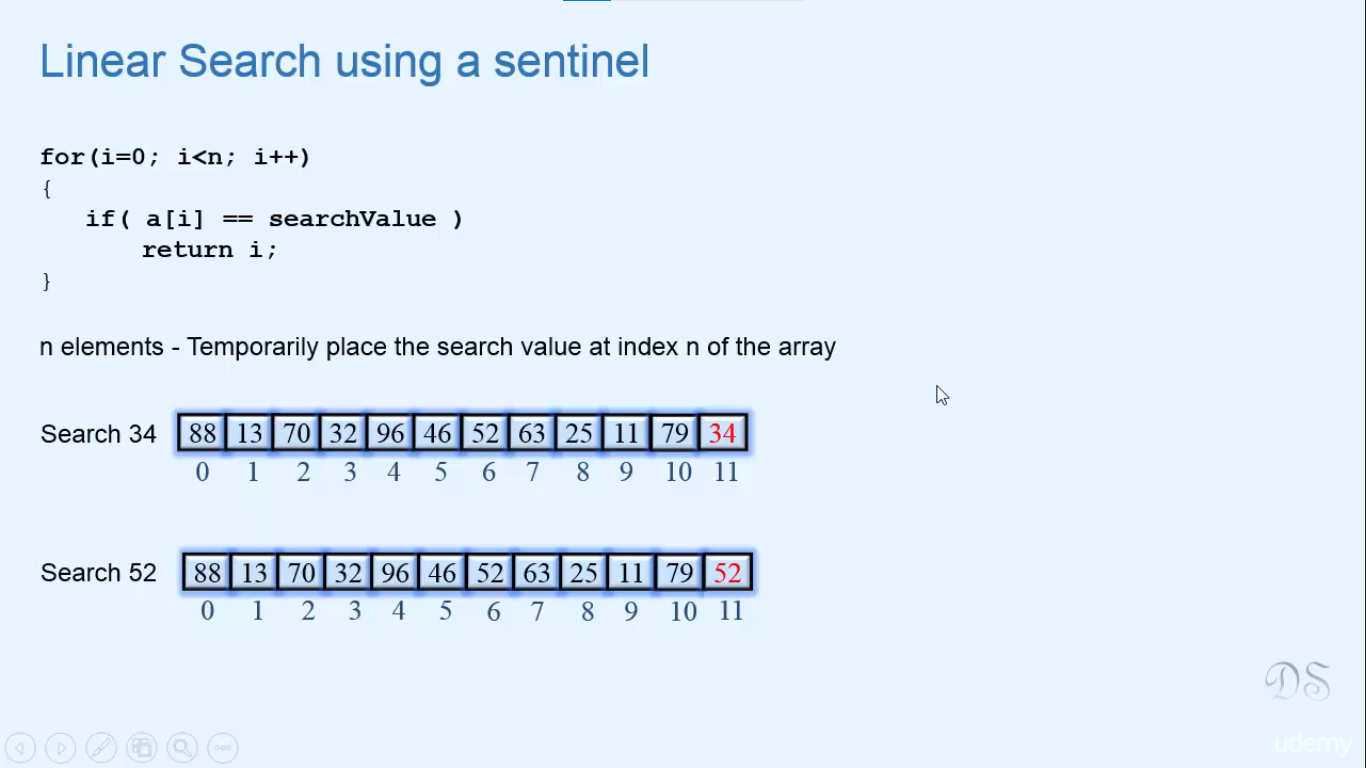 Linear Search using a sentinel
for(i=0; i<n; i++)
{
if( a[i] == searchValue )
return i;
}
n elements - Temporarily place the search value at index n of the array
Search 34 88 13 70 32 96 46 52 63 25 11 79 34
0 1 2 3 4 5 6 7 8 9 10 11
Search 52 88 13 70 32 96 46 52 63 25 11 79 52
0 1 2 3 4 5 6 7 8 9 10 11
DS
udemy